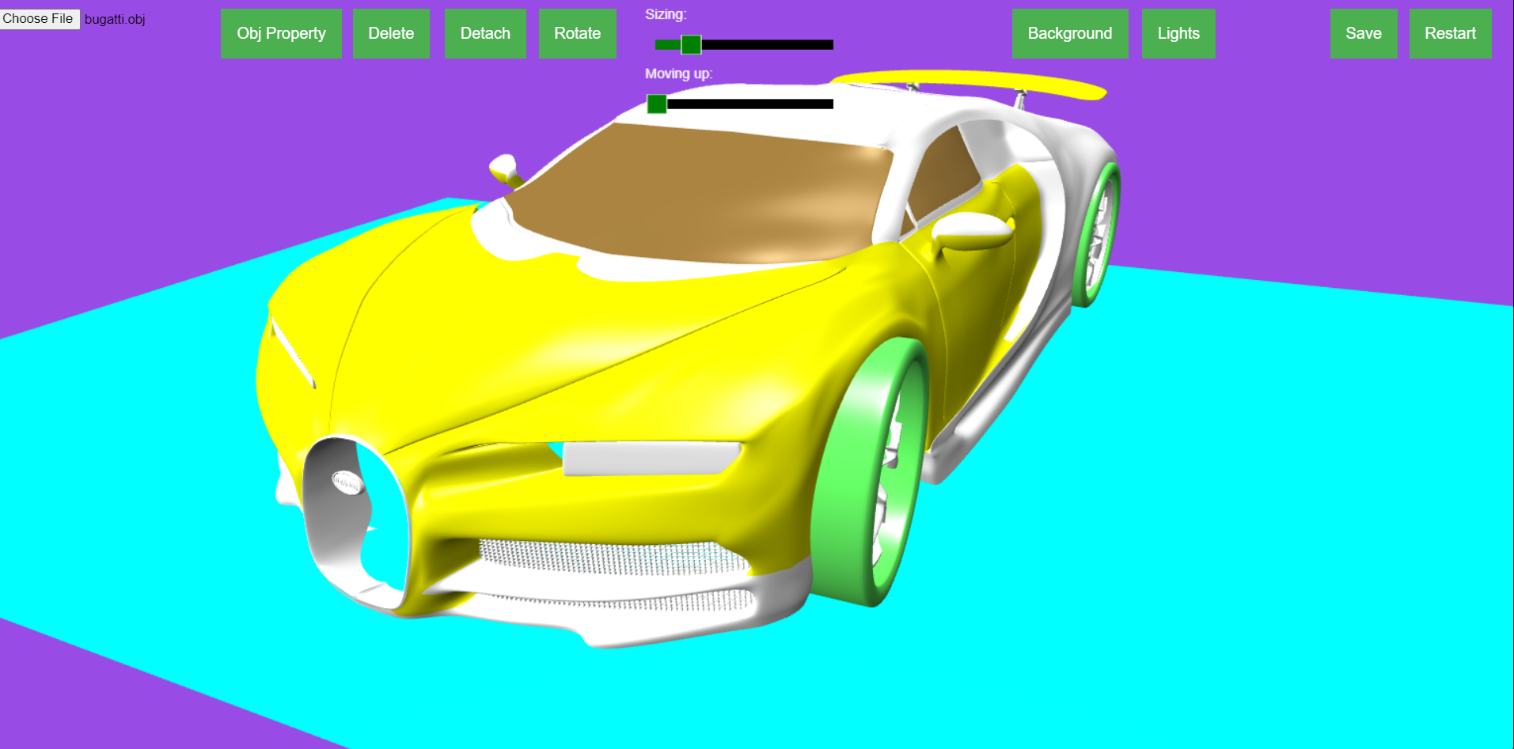 Choose File bugatti.obj
Obj Property
Delete
Detach
Rotate
Sizing:
Moving up:
Background
Lights
Save
Restart